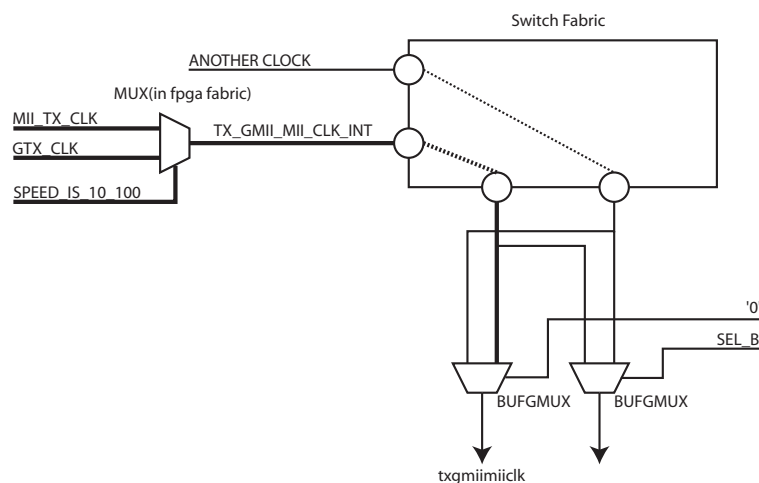 Switch Fabric
ANOTHER CLOCK
MUX(in fpga fabric)
MII_TX_CLK
TX_GMII_MII_CLK_INT
GTX_CLK
SPEED_IS_10_100
'0'
SEL_B
BUFGMUX
BUFGMUX
txgmiimiiclk